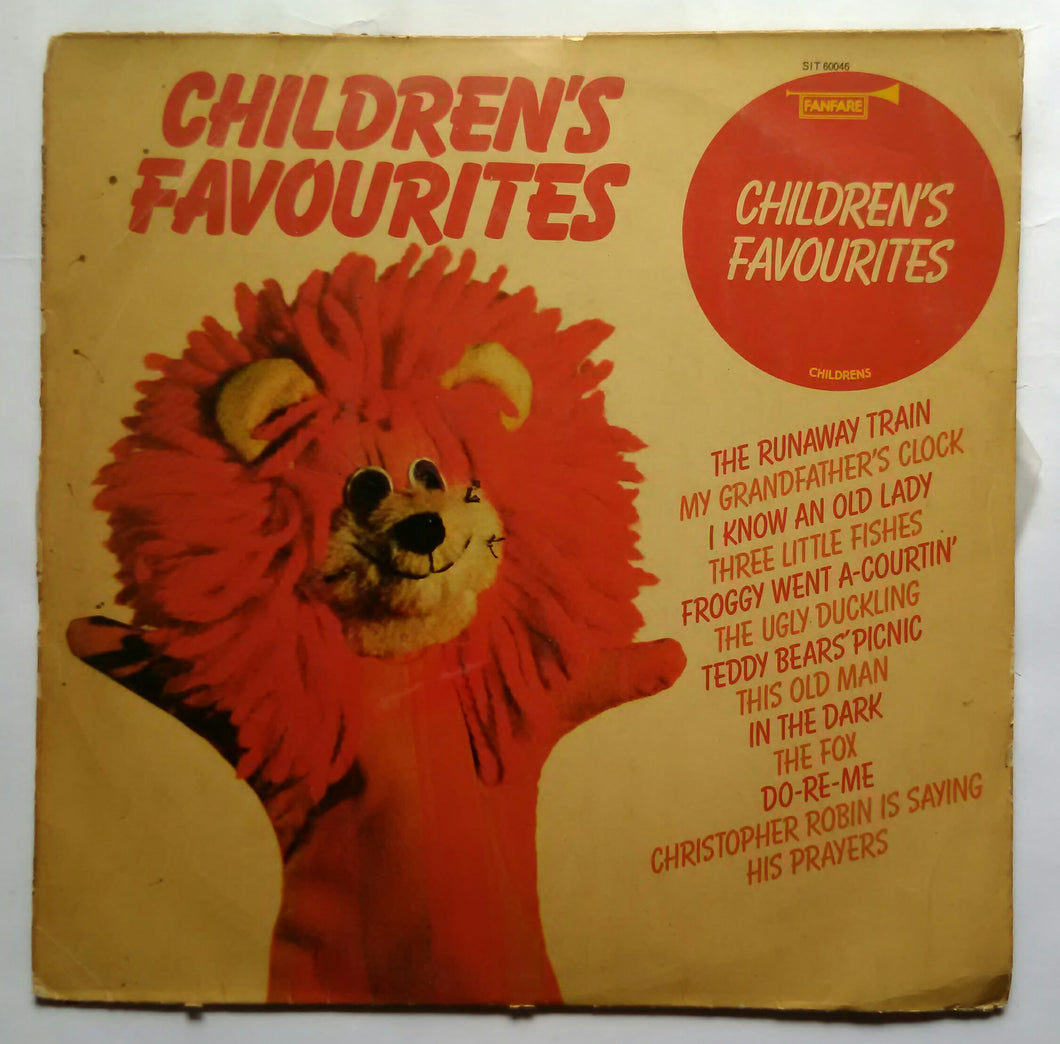 CHILDREN'S
FAVOURITES
SIT 60046
FANFARE
CHILDREN'S
FAVOURITES
CHILDRENS
THE RUNAWAY TRAIN
MY GRANDFATHER'S CLOCK
I KNOW AN OLD LADY
THREE LITTLE FISHES
FROGGY WENT A-COURTIN'
THE UGLY DUCKLING
TEDDY BEARS' PICNIC
THIS OLD MAN
IN THE DARK
THE FOX
DO-RE-ME
CHRISTOPHER ROBIN IS SAYING
HIS PRAYERS